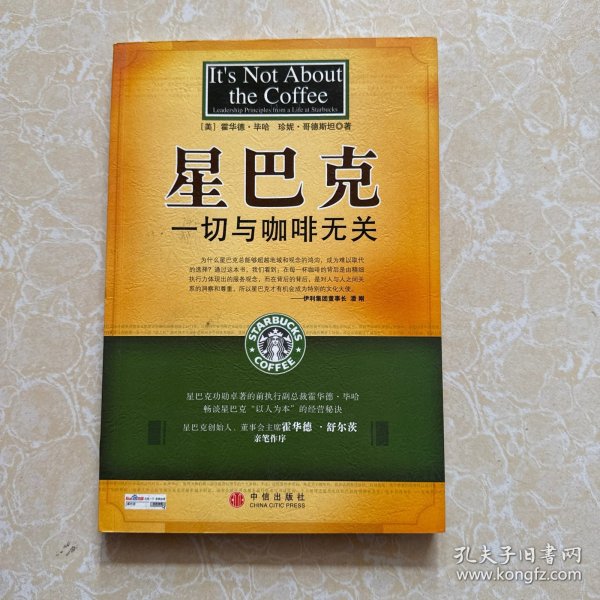 It's Not About
the Coffee
Leadership Principles from a Life at Starbucks
［美］霍华德·毕哈 珍妮·哥德斯坦◎著
星巴克
一切与咖啡无关
为什么星巴克总能够超越地域和观念的鸿沟，成为难以取代
的选择？通过这本书，我们看到，在每一杯咖啡的背后是由精细
执行力体现出的服务观念，而在背后的背后，是对人与人之间关
系的洞察和尊重，所以星巴克才有机会成为特别的文化大使。
——伊利集团董事长 潘刚
STARBUCKS
COFFEE
星巴克功勋卓著的前执行副总裁霍华德·毕哈
畅谈星巴克“以人为本”的经营秘诀
星巴克创始人、董事会主席霍华德·舒尔茨
亲笔作序
中信出版社
CHINA CITIC PRESS
孔夫子旧书网
www.kongfz.com